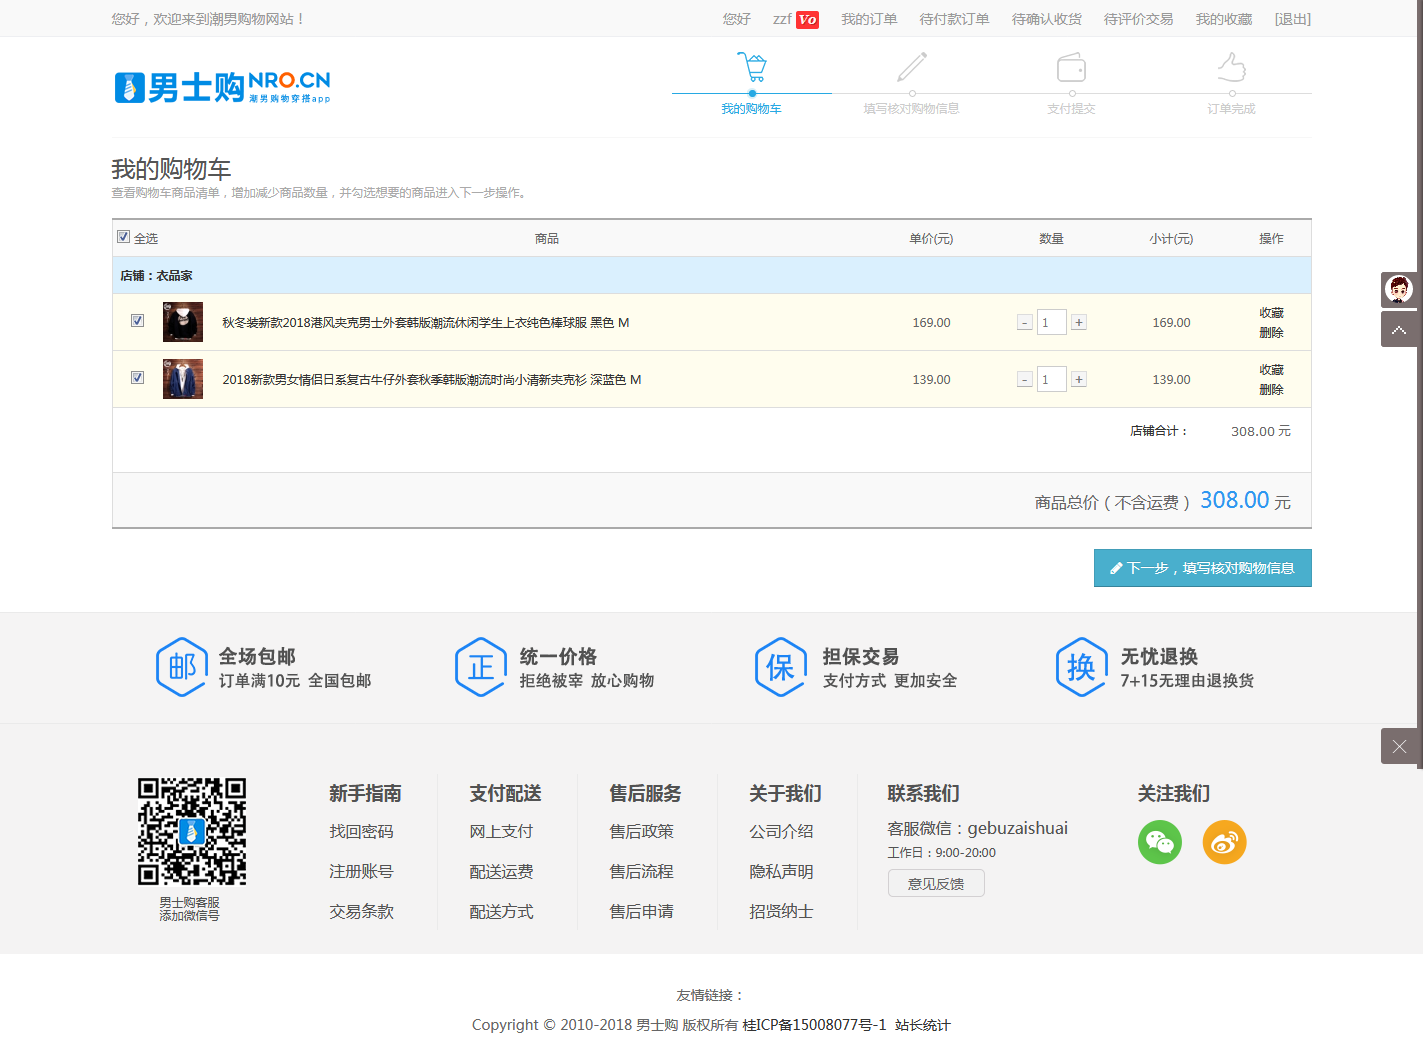 您好，欢迎来到潮男购物网站！
您好 zzf V0 我的订单 待付款订单 待确认收货 待评价交易 我的收藏 [退出]
男士购 NRO.CN
潮男购物穿搭app
我的购物车 填写核对购物信息 支付提交 订单完成
我的购物车
查看购物车商品清单，增加减少商品数量，并勾选想要的商品进入下一步操作。
全选 商品 单价(元) 数量 小计(元) 操作
店铺：衣品家
秋冬装新款2018港风夹克男士外套韩版潮流休闲学生上衣纯色棒球服 黑色 M 169.00 - 1 + 169.00 收藏
删除
2018新款男女情侣日系复古牛仔外套秋季韩版潮流时尚小清新夹克衫 深蓝色 M 139.00 - 1 + 139.00 收藏
删除
店铺合计： 308.00 元
商品总价（不含运费） 308.00 元
下一步，填写核对购物信息
邮 全场包邮
订单满10元 全国包邮
正 统一价格
拒绝被宰 放心购物
保 担保交易
支付方式 更加安全
换 无忧退换
7+15无理由退换货
男士购客服
添加微信号
新手指南
找回密码
注册账号
交易条款
支付配送
网上支付
配送运费
配送方式
售后服务
售后政策
售后流程
售后申请
关于我们
公司介绍
隐私声明
招贤纳士
联系我们
客服微信：gebuzaishuai
工作日：9:00-20:00
意见反馈
关注我们
友情链接：
Copyright © 2010-2018 男士购 版权所有 桂ICP备15008077号-1 站长统计